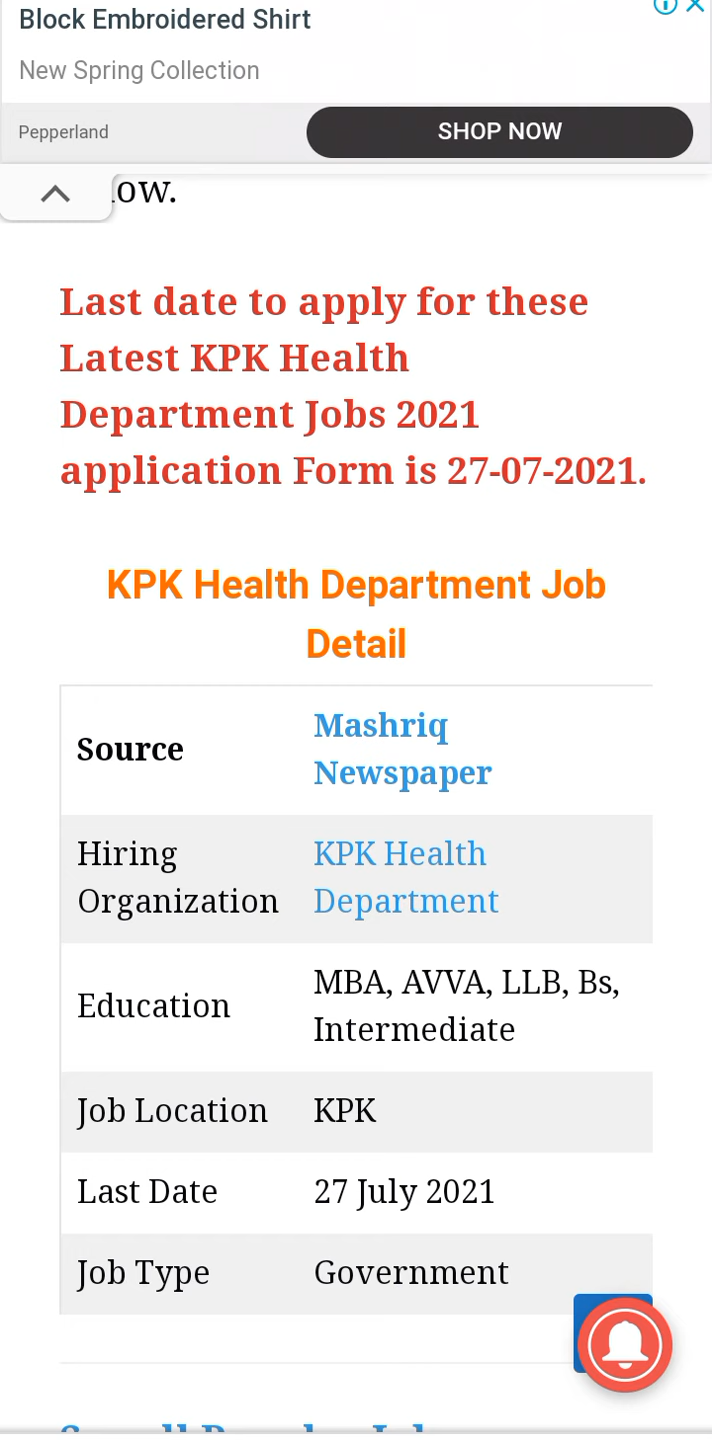 Block Embroidered Shirt
New Spring Collection
Pepperland
SHOP NOW
low.
Last date to apply for these
Latest KPK Health
Department Jobs 2021
application Form is 27-07-2021.
KPK Health Department Job
Detail
Source
Mashriq
Newspaper
Hiring
Organization
KPK Health
Department
Education
MBA, AVVA, LLB, Bs,
Intermediate
Job Location
KPK
Last Date
27 July 2021
Job Type
Government